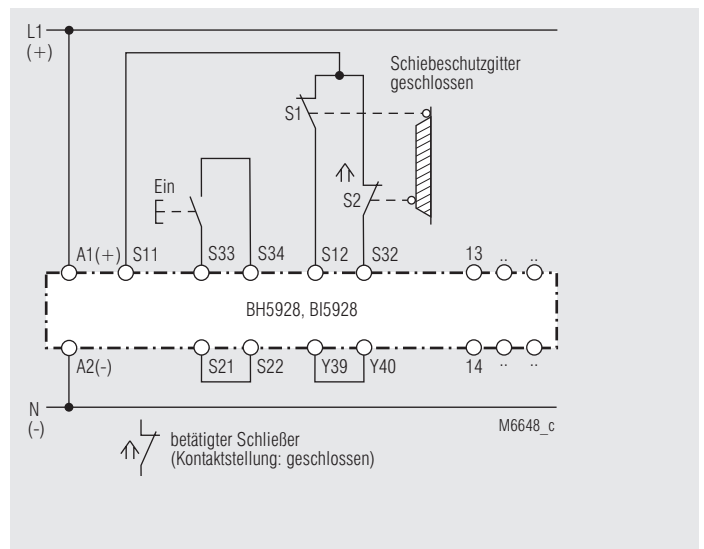 L1
(+)
Schiebeschutzgitter
geschlossen
S1
Ein
S2
A1(+) S11 S33 S34 S12 S32 13 .. ..
BH5928, BI5928
A2(-) S21 S22 Y39 Y40 14 .. ..
N
(-)
M6648_c
betätigter Schließer
(Kontaktstellung: geschlossen)